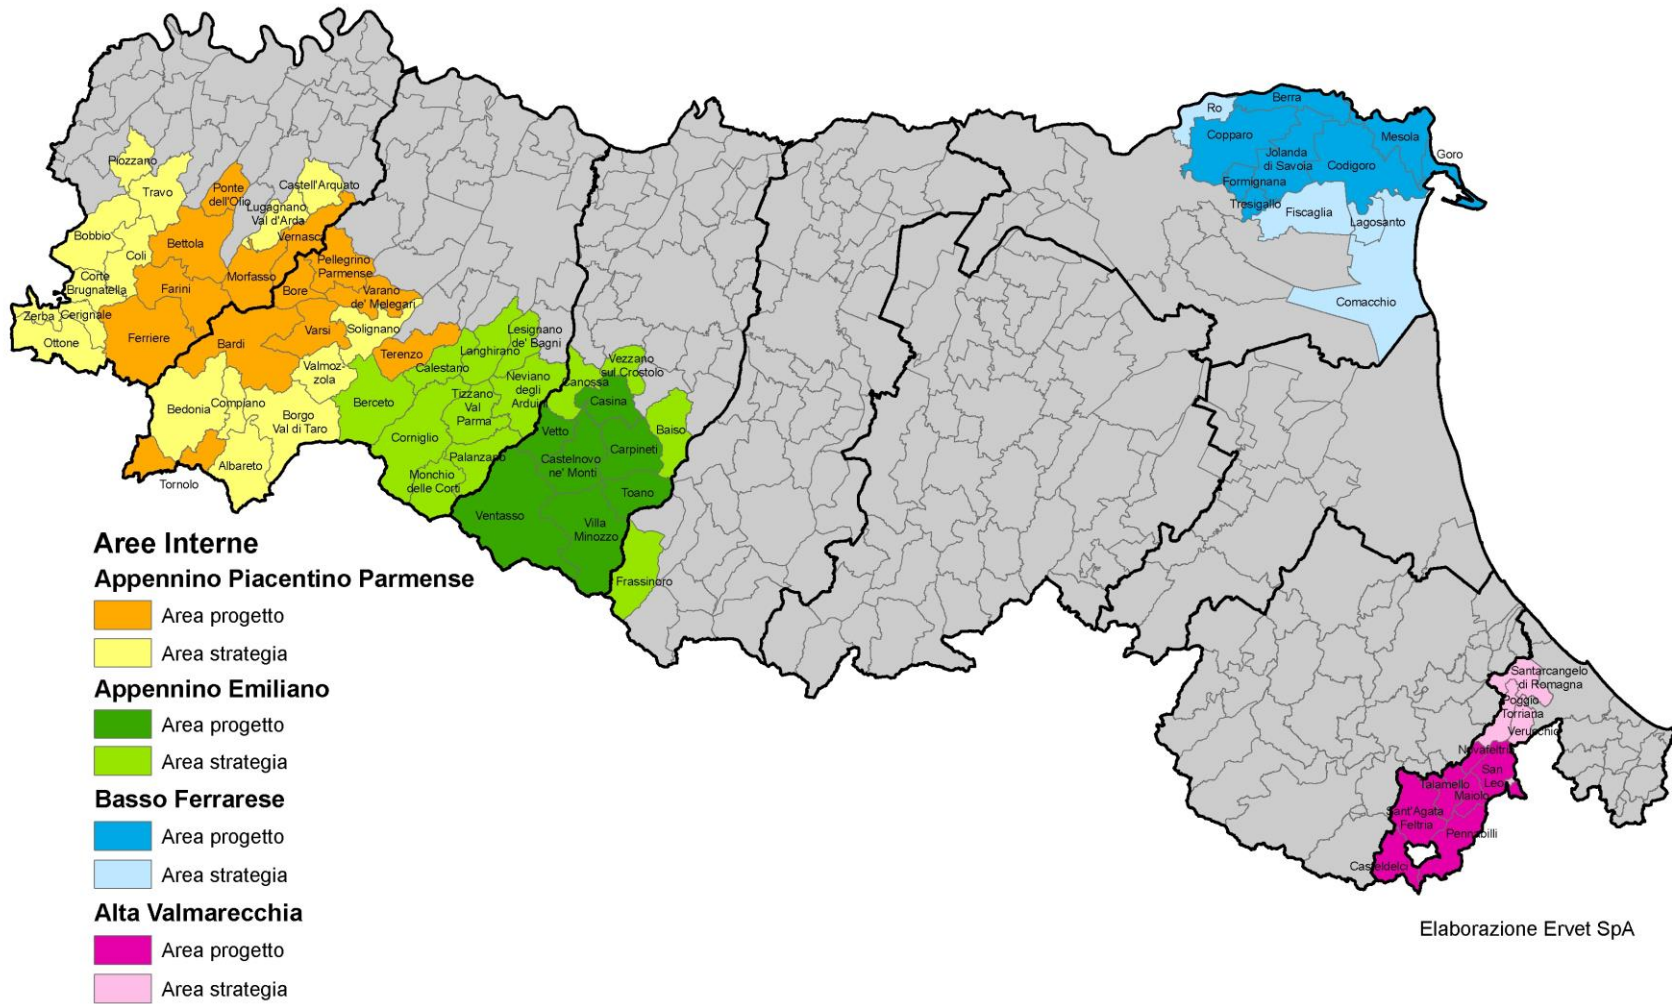 Piozzano
Travo
Ponte
dell'Olio
Castell'Arquato
Lugagnano
Val d'Arda
Vernasca
Bobbio
Bettola
Coli
Morfasso
Corte
Brugnatella
Farini
Zerba
Cerignale
Ottone
Ferriere
Pellegrino
Parmense
Bore
Varano
de' Melegari
Varsi
Solignano
Bardi
Terenzo
Valmoz-
zola
Bedonia
Compiano
Borgo
Val di Taro
Albareto
Tornolo
Lesignano
de' Bagni
Langhirano
Calestano
Berceto
Tizzano
Val
Parma
Neviano
degli
Arduini
Corniglio
Palanzano
Monchio
delle Corti
Vezzano
sul Crostolo
Canossa
Casina
Baiso
Vetto
Carpineti
Castelnovo
ne' Monti
Toano
Ventasso
Villa
Minozzo
Frassinoro
Ro
Berra
Copparo
Mesola
Goro
Jolanda
di Savoia
Codigoro
Formignana
Tresigallo
Fiscaglia
Lagosanto
Comacchio
Santarcangelo
di Romagna
Poggio
Torriana
Verucchio
Novafeltria
San
Leo
Talamello
Maiolo
Sant'Agata
Feltria
Pennabilli
Casteldelci
Aree Interne
Appennino Piacentino Parmense
Area progetto
Area strategia
Appennino Emiliano
Area progetto
Area strategia
Basso Ferrarese
Area progetto
Area strategia
Alta Valmarecchia
Area progetto
Area strategia
Elaborazione Ervet SpA